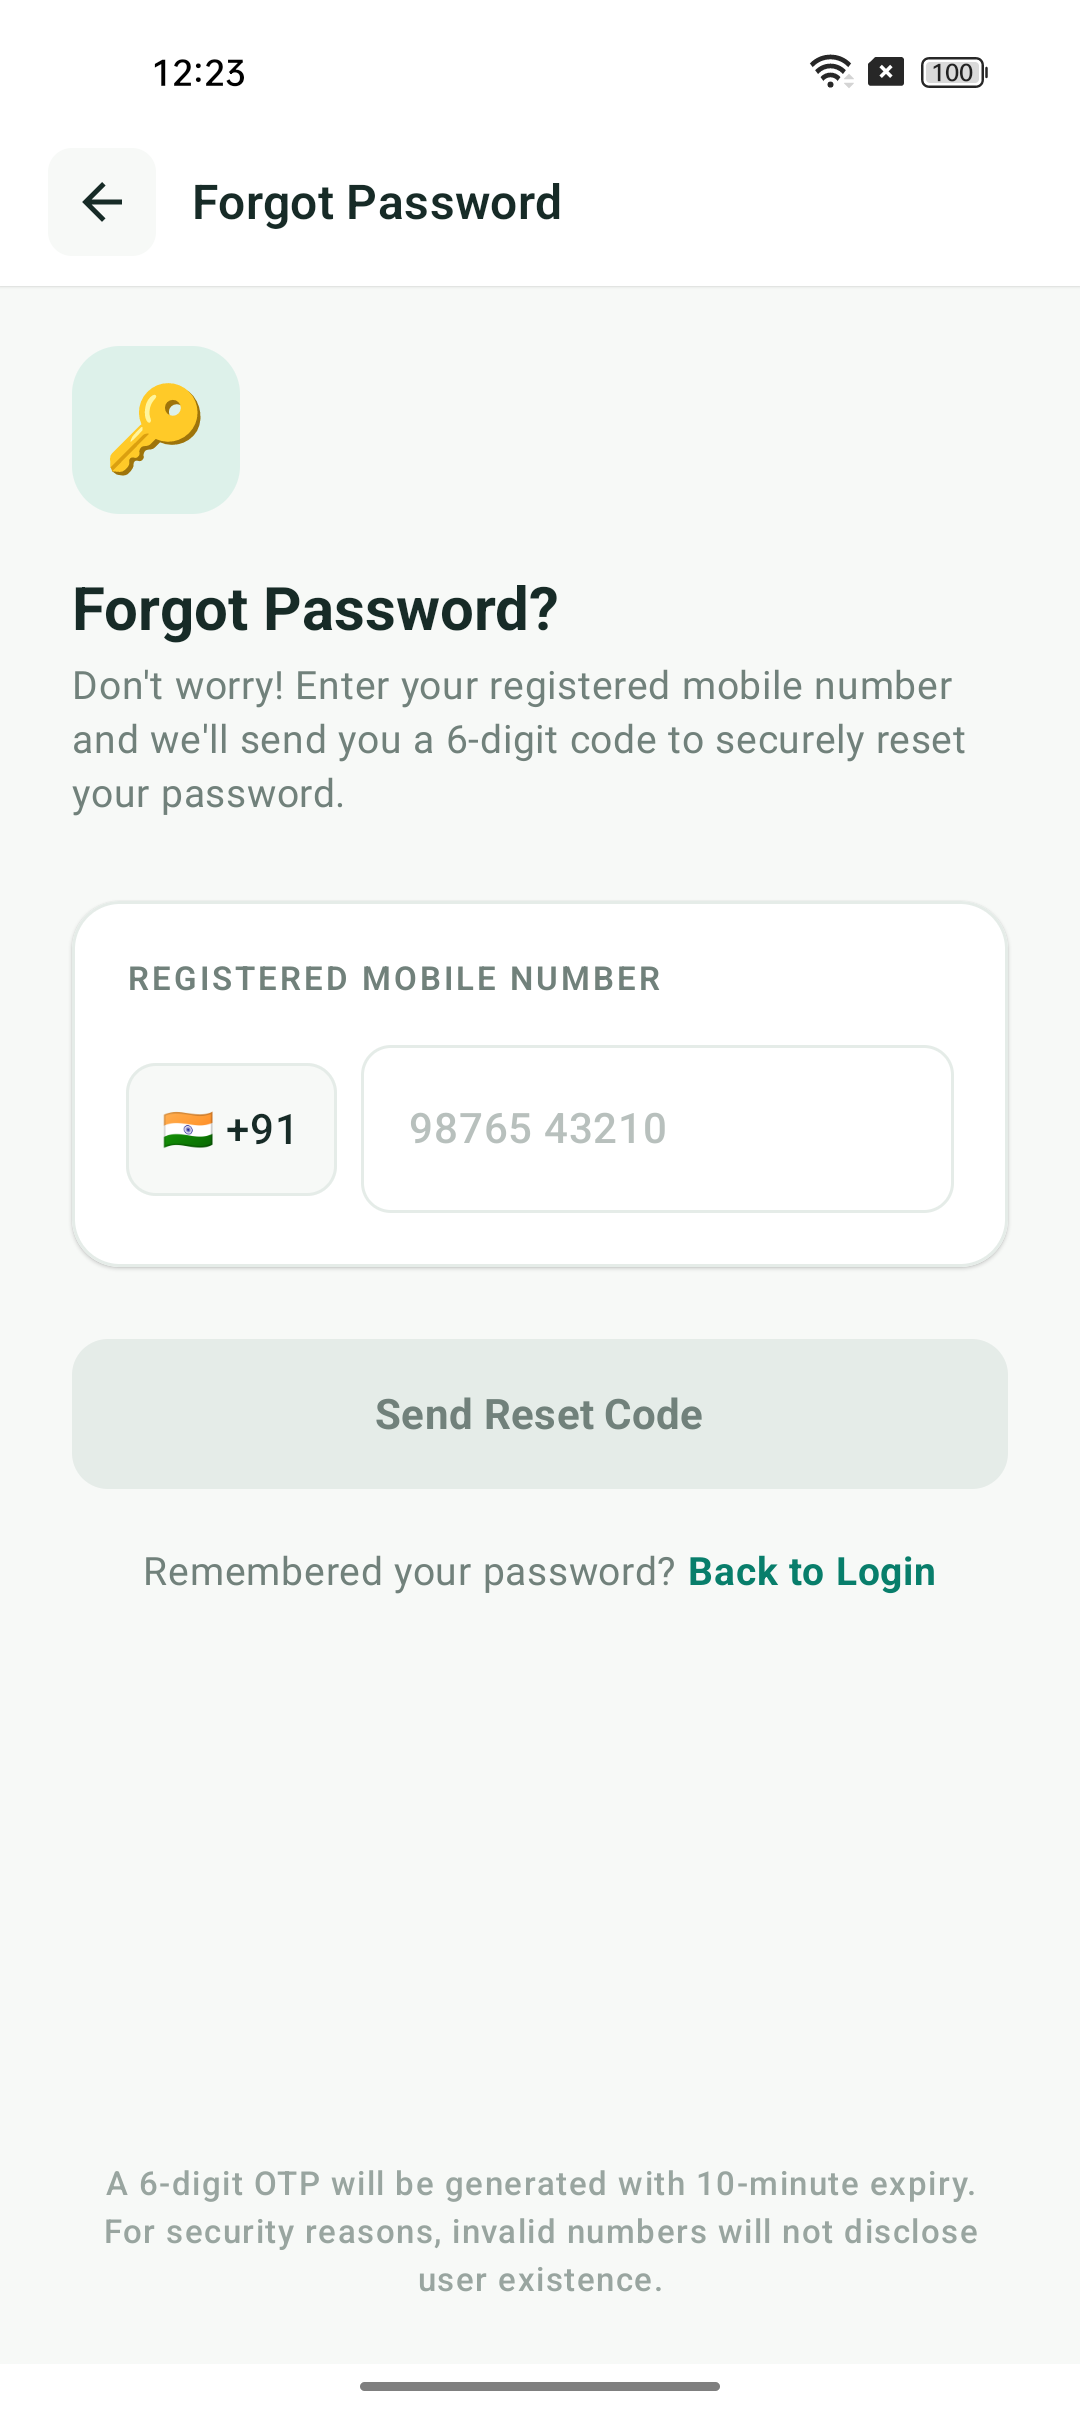 12:23
100
Forgot Password
Forgot Password?
Don't worry! Enter your registered mobile number
and we'll send you a 6-digit code to securely reset
your password.
REGISTERED MOBILE NUMBER
+91
98765 43210
Send Reset Code
Remembered your password? Back to Login
A 6-digit OTP will be generated with 10-minute expiry.
For security reasons, invalid numbers will not disclose
user existence.